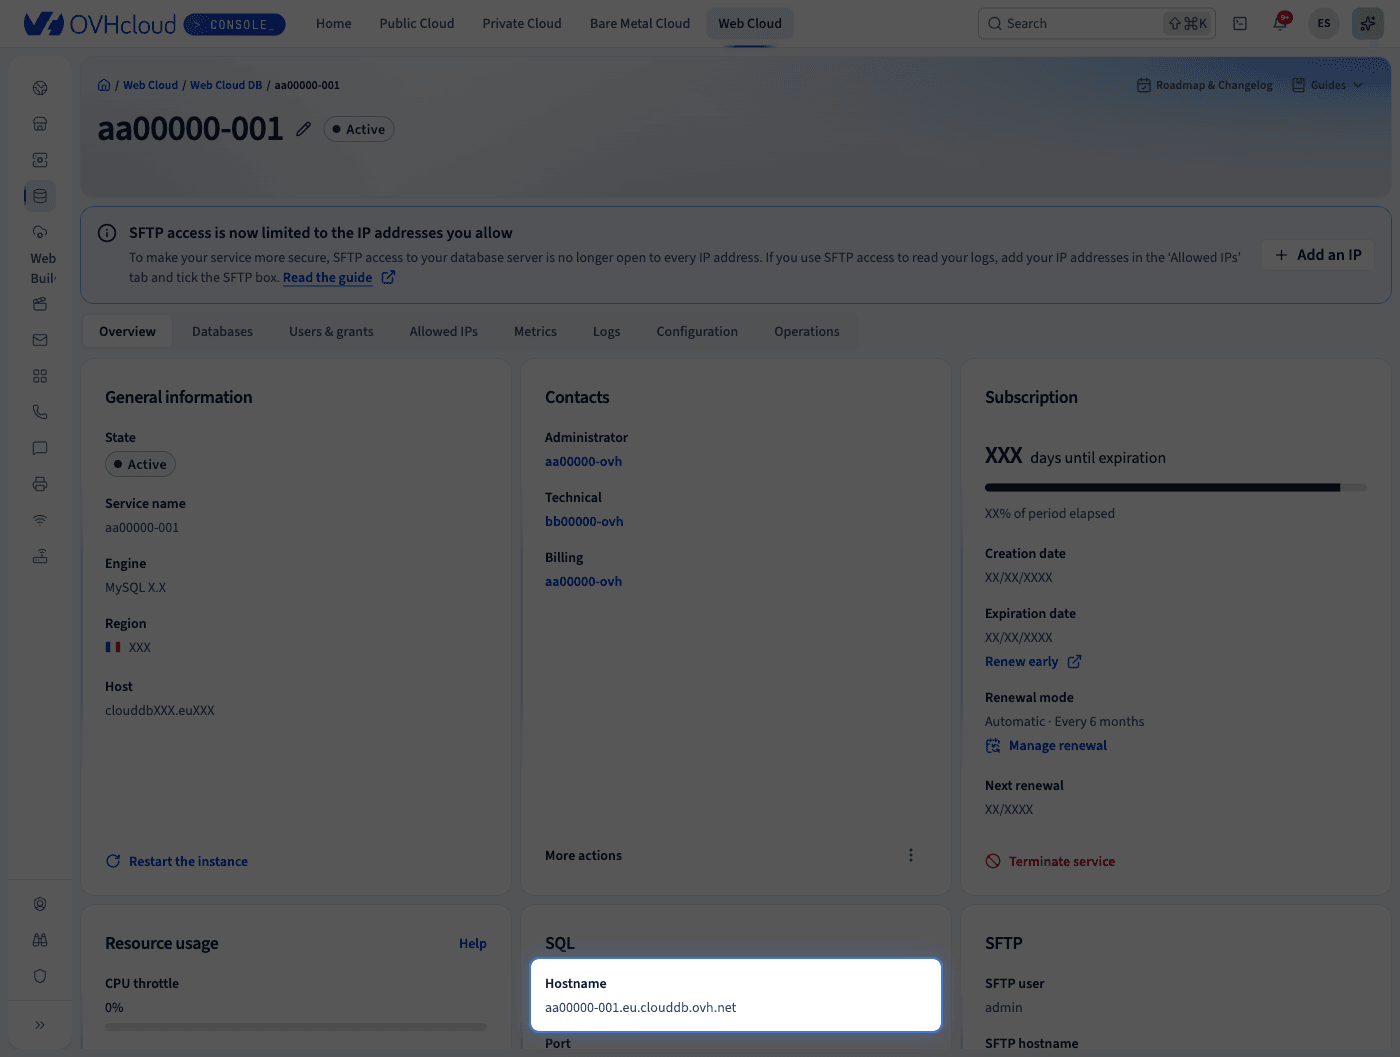 OVHcloud > CONSOLE_
Home
Public Cloud
Private Cloud
Bare Metal Cloud
Web Cloud
Search
⇧⌘K
9+
ES
/ Web Cloud / Web Cloud DB / aa00000-001
Roadmap & Changelog
Guides
aa00000-001
Active
SFTP access is now limited to the IP addresses you allow
To make your service more secure, SFTP access to your database server is no longer open to every IP address. If you use SFTP access to read your logs, add your IP addresses in the ‘Allowed IPs’
tab and tick the SFTP box. Read the guide
Add an IP
Web
Buil
Overview
Databases
Users & grants
Allowed IPs
Metrics
Logs
Configuration
Operations
General information
State
Active
Service name
aa00000-001
Engine
MySQL X.X
Region
XXX
Host
clouddbXXX.euXXX
Restart the instance
Contacts
Administrator
aa00000-ovh
Technical
bb00000-ovh
Billing
aa00000-ovh
More actions
Subscription
XXX days until expiration
XX% of period elapsed
Creation date
XX/XX/XXXX
Expiration date
XX/XX/XXXX
Renew early
Renewal mode
Automatic · Every 6 months
Manage renewal
Next renewal
XX/XXXX
Terminate service
Resource usage
Help
CPU throttle
0%
SQL
Hostname
aa00000-001.eu.clouddb.ovh.net
Port
SFTP
SFTP user
admin
SFTP hostname